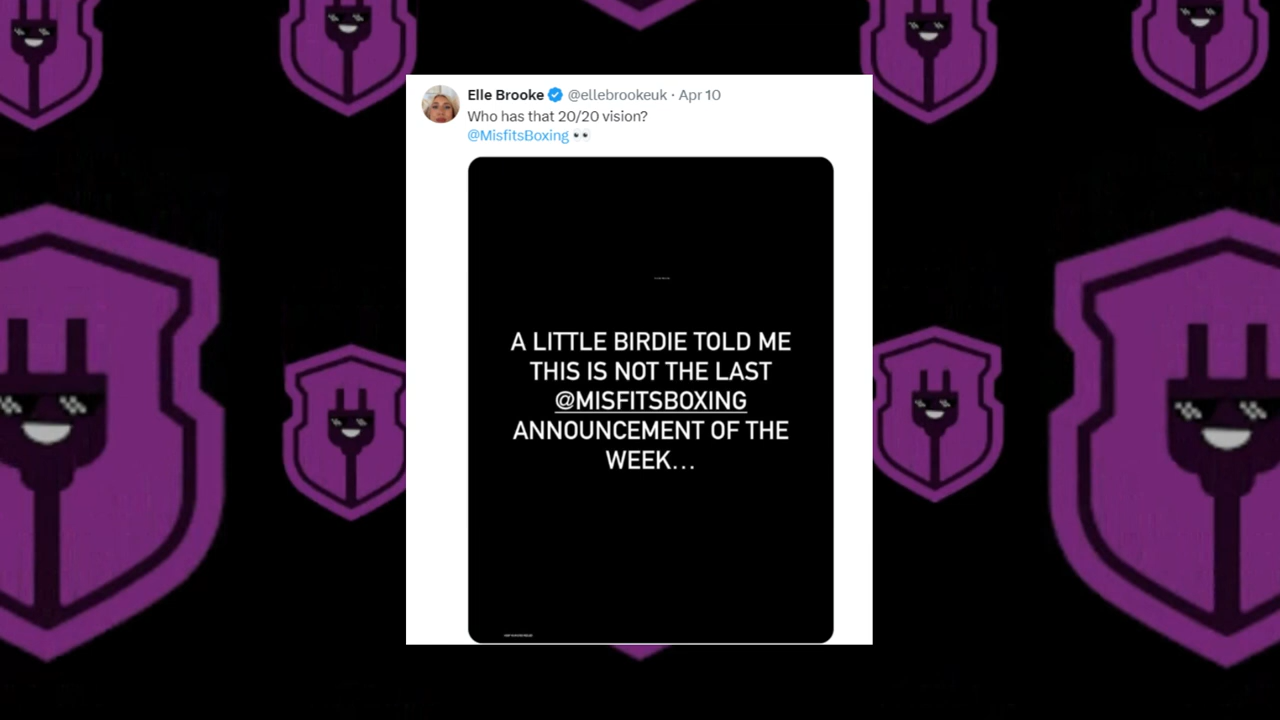 Elle Brooke @ellebrookeuk · Apr 10
Who has that 20/20 vision?
@MisfitsBoxing 👀
A LITTLE BIRDIE TOLD ME
THIS IS NOT THE LAST
@MISFITSBOXING
ANNOUNCEMENT OF THE
WEEK...